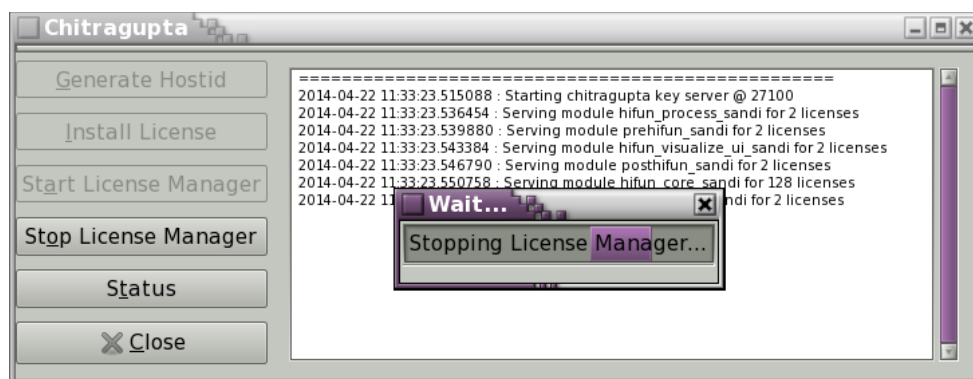 Chitragupta
Generate Hostid
Install License
Start License Manager
Stop License Manager
Status
Close
==================================================
2014-04-22 11:33:23.515088 : Starting chitragupta key server @ 27100
2014-04-22 11:33:23.536454 : Serving module hifun_process_sandi for 2 licenses
2014-04-22 11:33:23.539880 : Serving module prehifun_sandi for 2 licenses
2014-04-22 11:33:23.543384 : Serving module hifun_visualize_ui_sandi for 2 licenses
2014-04-22 11:33:23.546790 : Serving module posthifun_sandi for 2 licenses
2014-04-22 11:33:23.550758 : Serving module hifun_core_sandi for 128 licenses
2014-04-22 for 2 licenses
Wait...
Stopping License Manager...